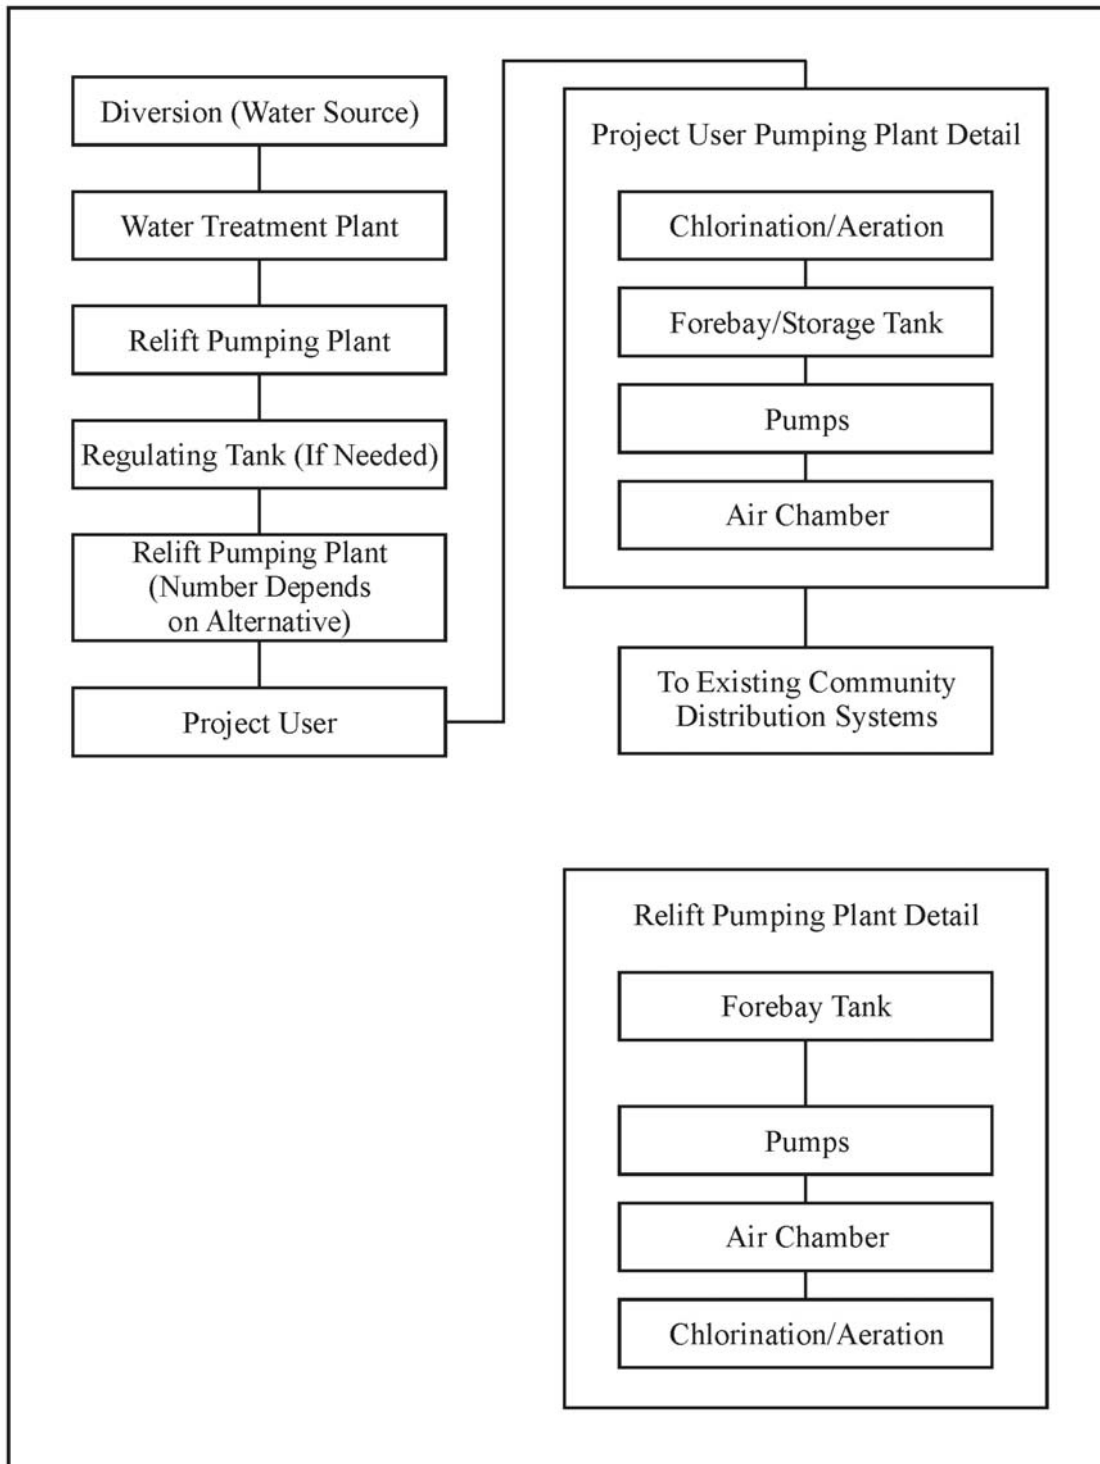 Diversion (Water Source)
Water Treatment Plant
Relift Pumping Plant
Regulating Tank (If Needed)
Relift Pumping Plant
(Number Depends
on Alternative)
Project User
Project User Pumping Plant Detail
Chlorination/Aeration
Forebay/Storage Tank
Pumps
Air Chamber
To Existing Community
Distribution Systems
Relift Pumping Plant Detail
Forebay Tank
Pumps
Air Chamber
Chlorination/Aeration